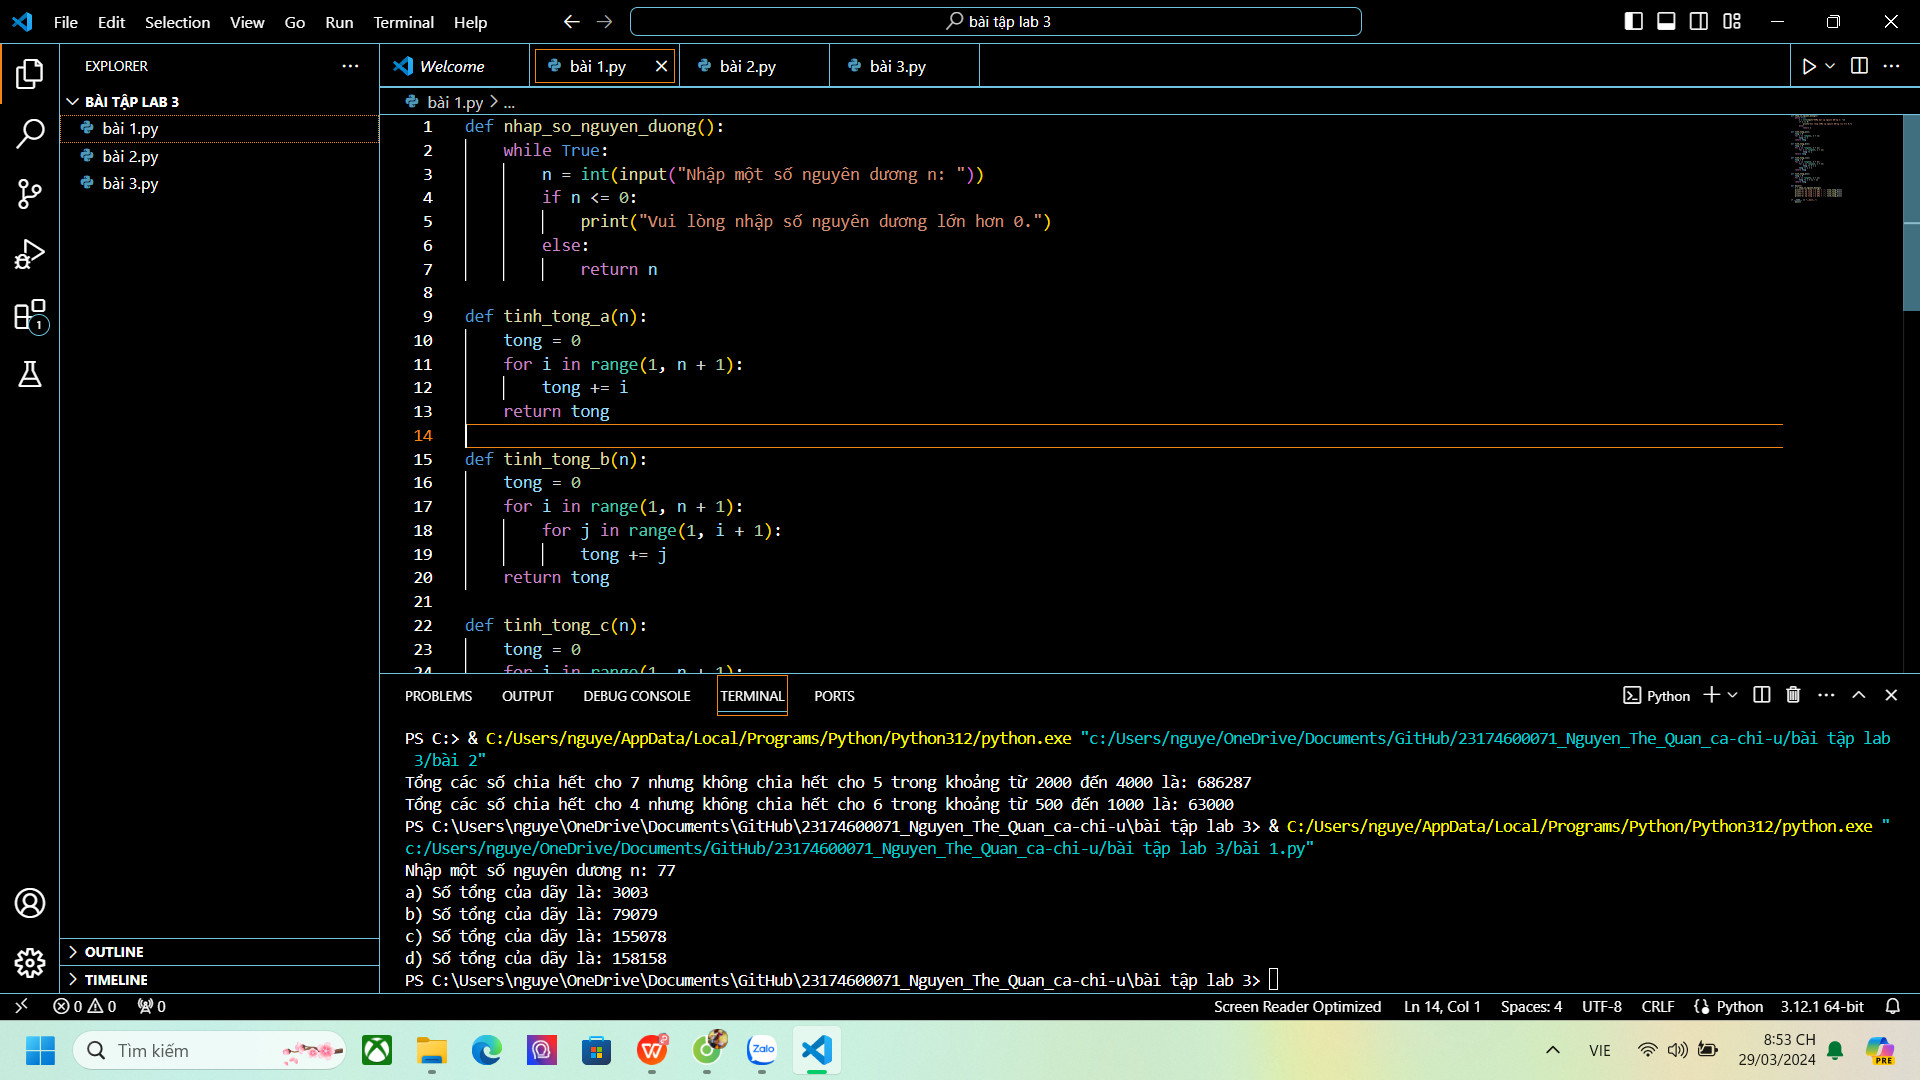 File Edit Selection View Go Run Terminal Help
bài tập lab 3
EXPLORER
BÀI TẬP LAB 3
bài 1.py
bài 2.py
bài 3.py
1
OUTLINE
TIMELINE
Welcome bài 1.py bài 2.py bài 3.py
bài 1.py > ...
1 def nhap_so_nguyen_duong():
2 while True:
3 n = int(input("Nhập một số nguyên dương n: "))
4 if n <= 0:
5 print("Vui lòng nhập số nguyên dương lớn hơn 0.")
6 else:
7 return n
8
9 def tinh_tong_a(n):
10 tong = 0
11 for i in range(1, n + 1):
12 tong += i
13 return tong
14
15 def tinh_tong_b(n):
16 tong = 0
17 for i in range(1, n + 1):
18 for j in range(1, i + 1):
19 tong += j
20 return tong
21
22 def tinh_tong_c(n):
23 tong = 0
24 for i in range(1, n + 1):
PROBLEMS OUTPUT DEBUG CONSOLE TERMINAL PORTS
Python
PS C:> & C:/Users/nguye/AppData/Local/Programs/Python/Python312/python.exe "c:/Users/nguye/OneDrive/Documents/GitHub/23174600071_Nguyen_The_Quan_ca-chi-u/bài tập lab
3/bài 2"
Tổng các số chia hết cho 7 nhưng không chia hết cho 5 trong khoảng từ 2000 đến 4000 là: 686287
Tổng các số chia hết cho 4 nhưng không chia hết cho 6 trong khoảng từ 500 đến 1000 là: 63000
PS C:\Users\nguye\OneDrive\Documents\GitHub\23174600071_Nguyen_The_Quan_ca-chi-u\bài tập lab 3> & C:/Users/nguye/AppData/Local/Programs/Python/Python312/python.exe "
c:/Users/nguye/OneDrive/Documents/GitHub/23174600071_Nguyen_The_Quan_ca-chi-u/bài tập lab 3/bài 1.py"
Nhập một số nguyên dương n: 77
a) Số tổng của dãy là: 3003
b) Số tổng của dãy là: 79079
c) Số tổng của dãy là: 155078
d) Số tổng của dãy là: 158158
PS C:\Users\nguye\OneDrive\Documents\GitHub\23174600071_Nguyen_The_Quan_ca-chi-u\bài tập lab 3>
0 0 0 Screen Reader Optimized Ln 14, Col 1 Spaces: 4 UTF-8 CRLF Python 3.12.1 64-bit
Tìm kiếm
Zalo
VIE
8:53 CH
29/03/2024
PRE